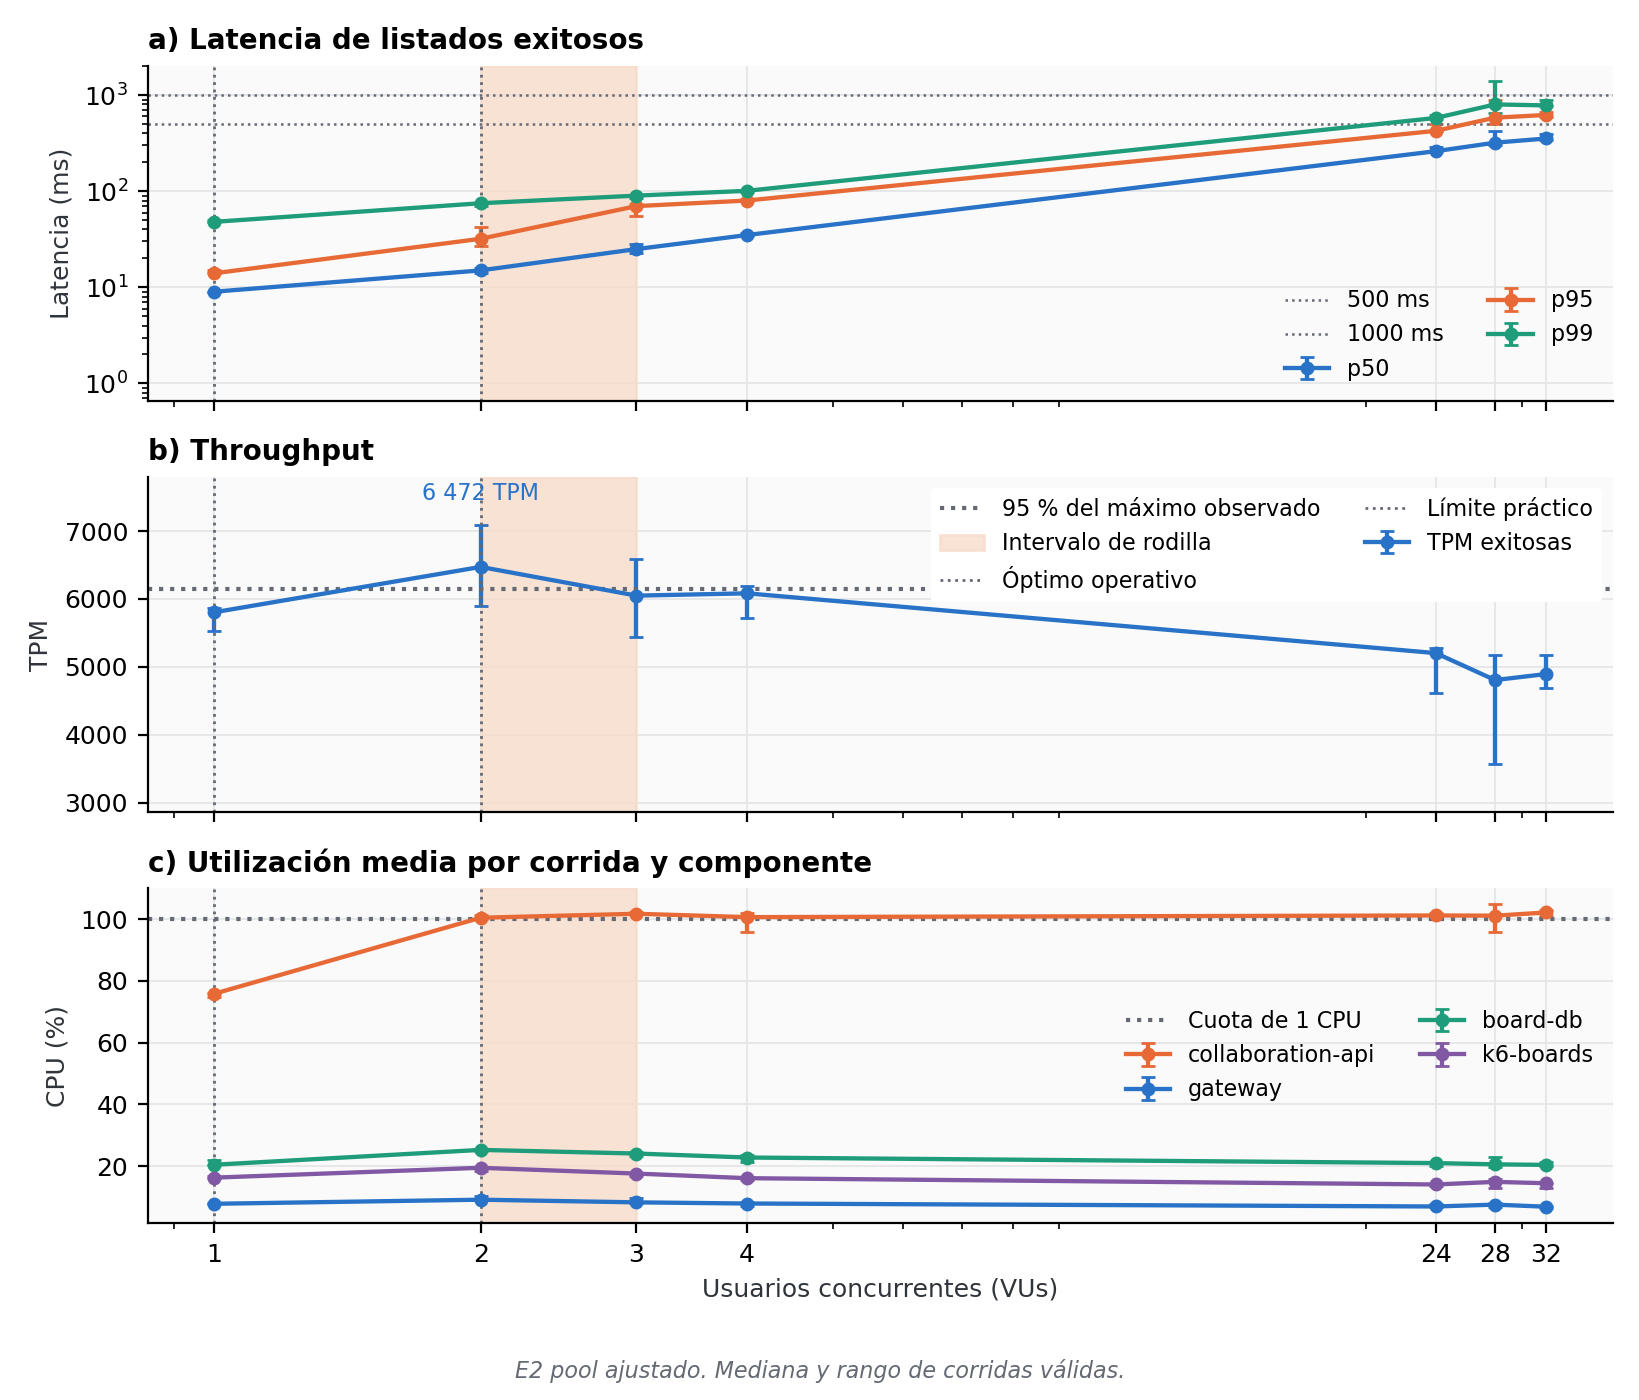 a) Latencia de listados exitosos
Latencia (ms)
10³
10²
10¹
10⁰
500 ms
1000 ms
p50
p95
p99
b) Throughput
TPM
7000
6000
5000
4000
3000
6 472 TPM
95 % del máximo observado
Intervalo de rodilla
Óptimo operativo
Límite práctico
TPM exitosas
c) Utilización media por corrida y componente
CPU (%)
100
80
60
40
20
Cuota de 1 CPU
collaboration-api
gateway
board-db
k6-boards
1 2 3 4 24 28 32
Usuarios concurrentes (VUs)
E2 pool ajustado. Mediana y rango de corridas válidas.